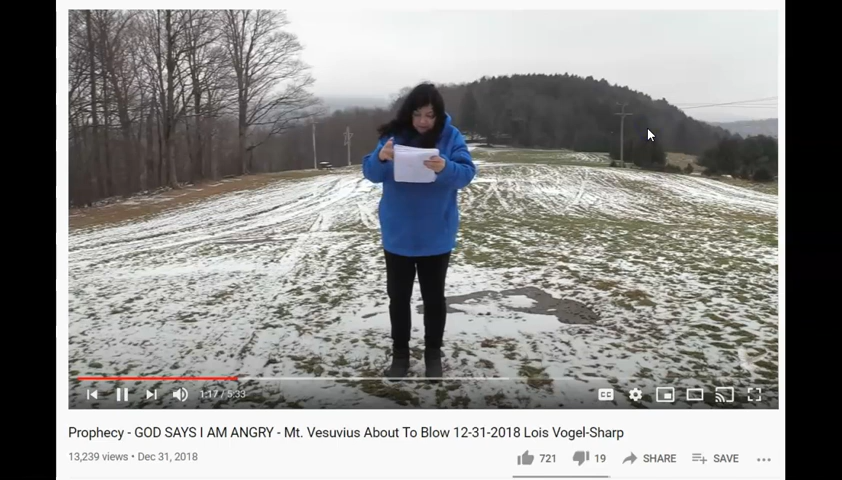 1:17 / 5:33
CC
Prophecy - GOD SAYS I AM ANGRY - Mt. Vesuvius About To Blow 12-31-2018 Lois Vogel-Sharp
13,239 views • Dec 31, 2018
721
19
SHARE
SAVE